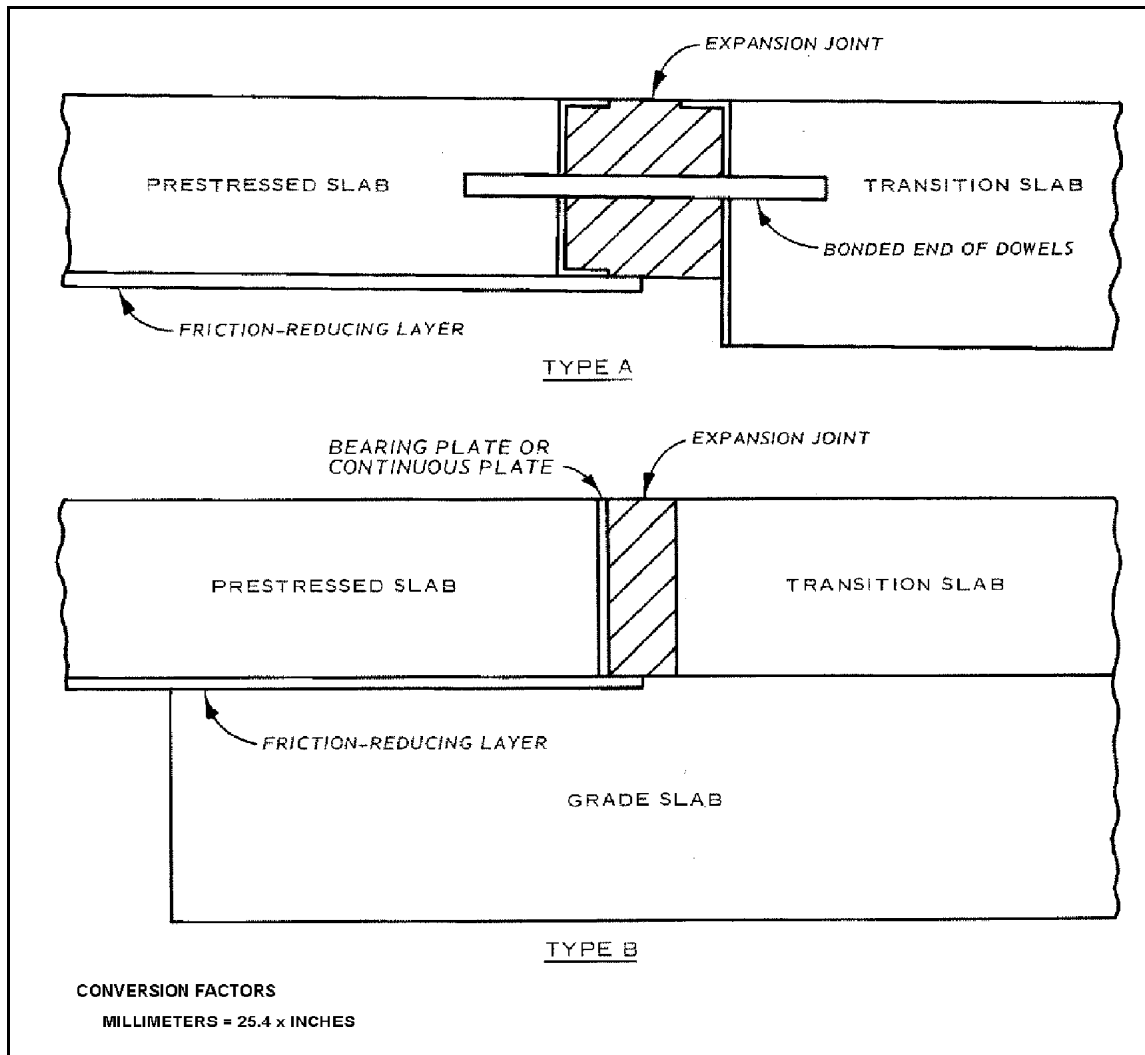 EXPANSION JOINT
PRESTRESSED SLAB
TRANSITION SLAB
BONDED END OF DOWELS
FRICTION-REDUCING LAYER
TYPE A
BEARING PLATE OR
CONTINUOUS PLATE
EXPANSION JOINT
PRESTRESSED SLAB
TRANSITION SLAB
FRICTION-REDUCING LAYER
GRADE SLAB
TYPE B
CONVERSION FACTORS
MILLIMETERS = 25.4 x INCHES